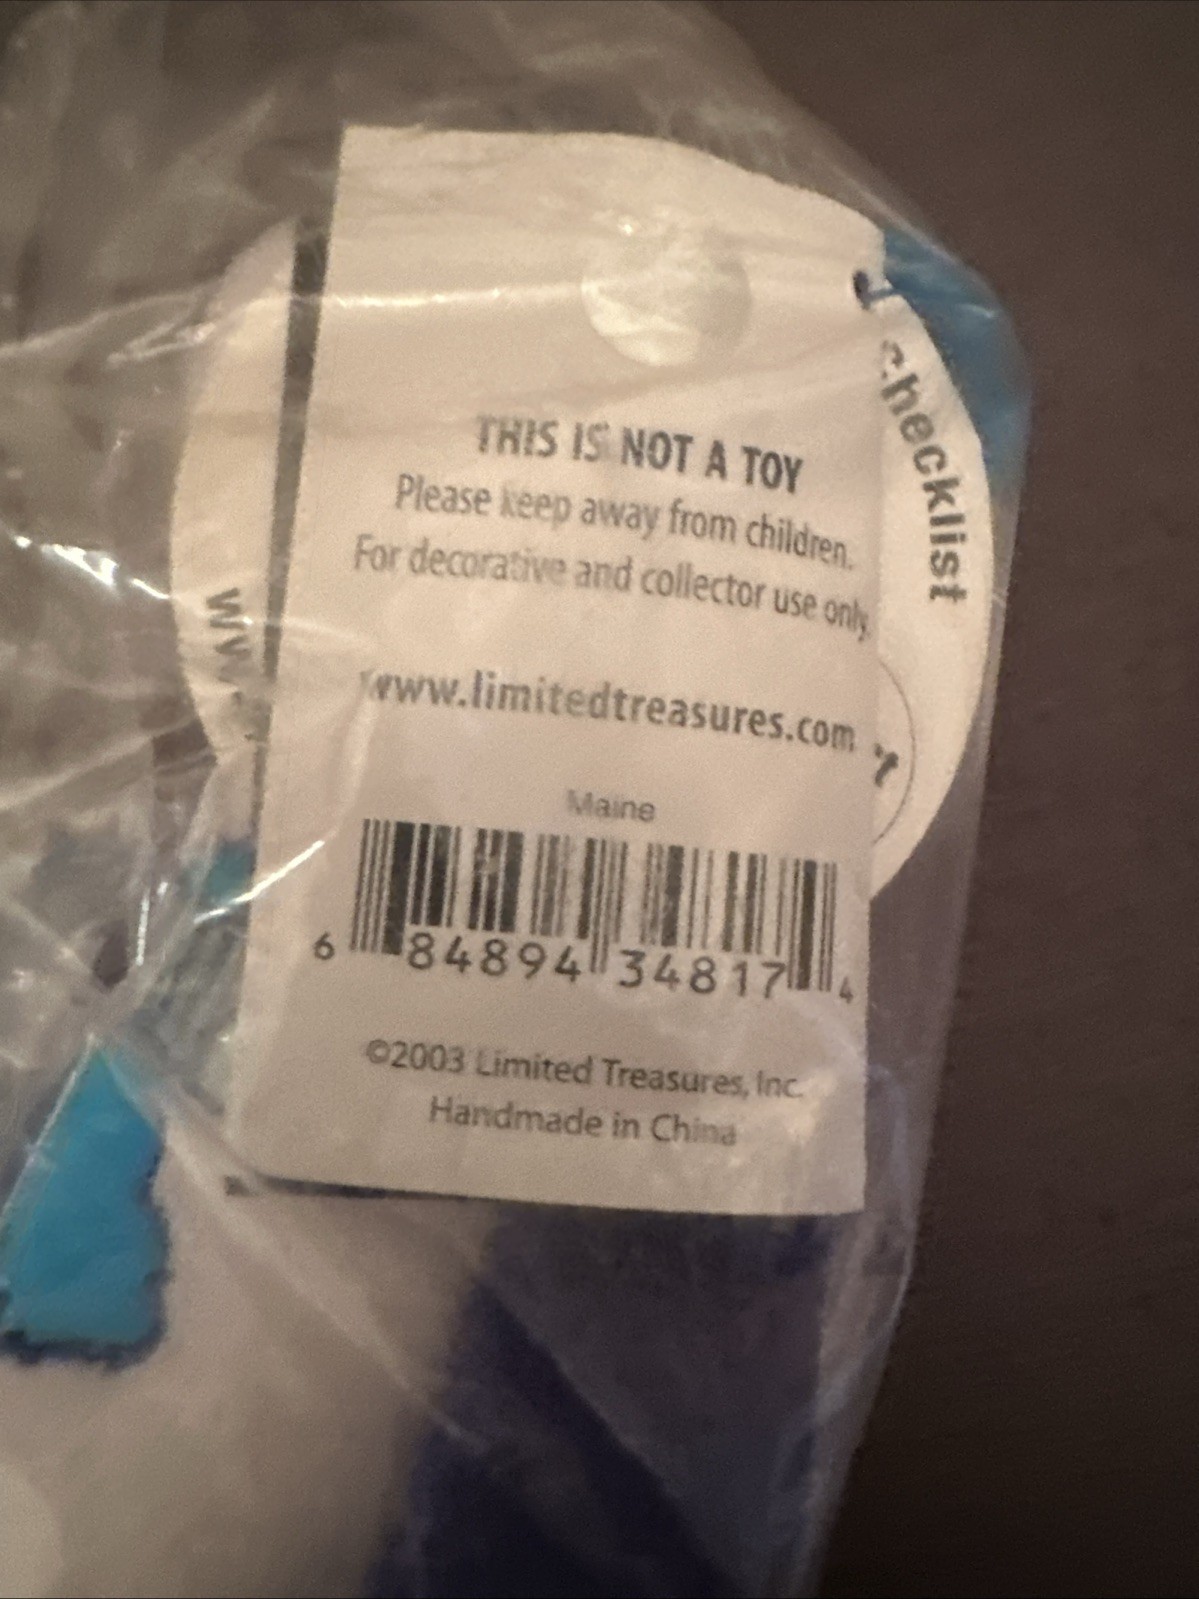 THIS IS NOT A TOY
Please keep away from children.
For decorative and collector use only.
www.limitedtreasures.com
Maine
6 84894 34817 4
©2003 Limited Treasures, Inc.
Handmade in China
checklist